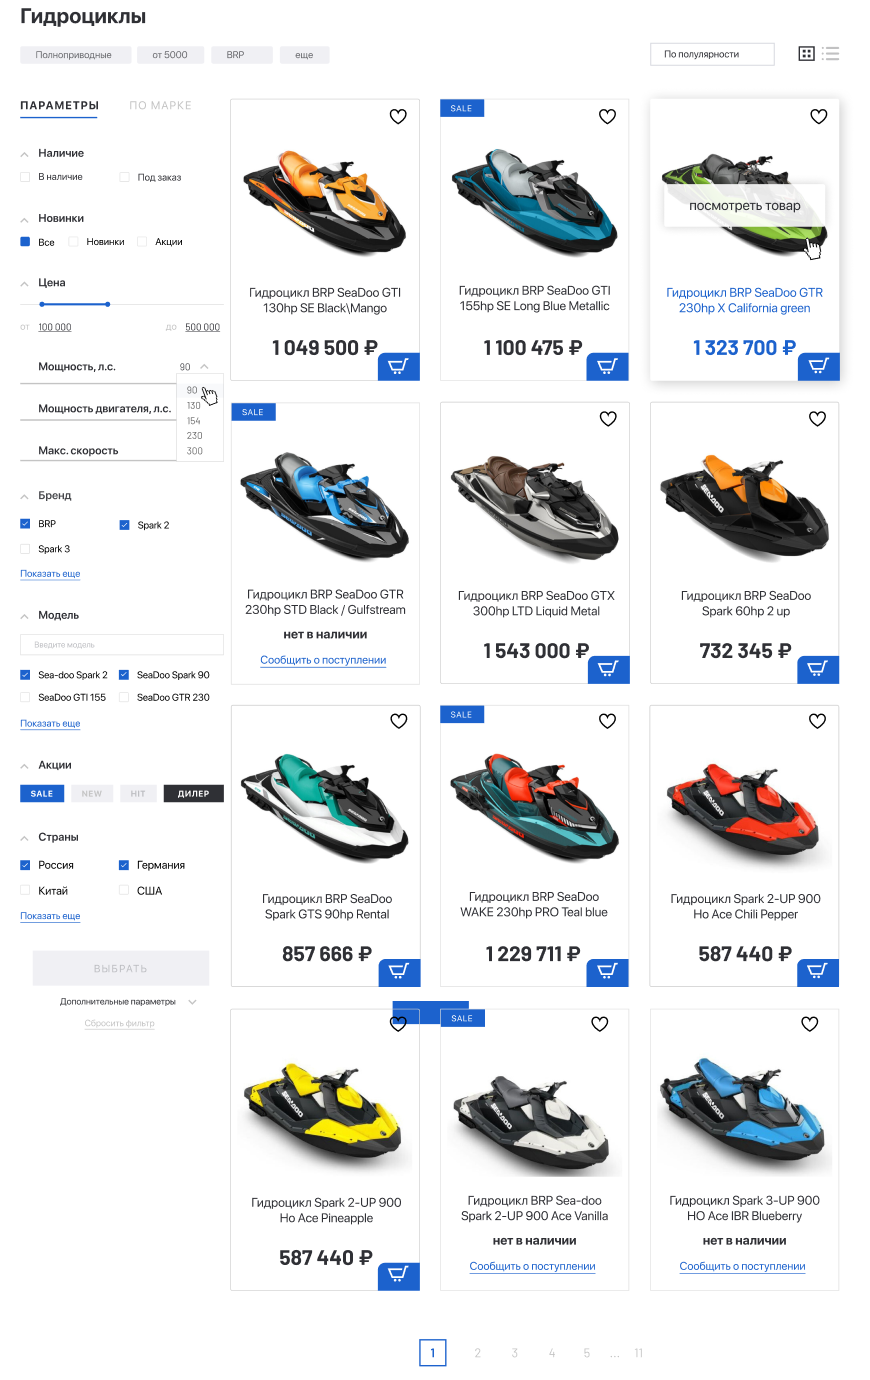 Гидроциклы
Полноприводные
от 5000
BRP
еще
По полулярности
ПАРАМЕТРЫ
ПО МАРКЕ
Наличие
В наличие
Под заказ
Новинки
Все
Новинки
Акции
Цена
от 100 000
до 500 000
Мощность, л.с.
90
90
130
154
230
300
Мощность двигателя, л.с.
Макс. скорость
Бренд
BRP
Spark 2
Spark 3
Показать еще
Модель
Введите модель
Sea-doo Spark 2
SeaDoo Spark 90
SeaDoo GTI 155
SeaDoo GTR 230
Показать еще
Акции
SALE
NEW
HIT
ДИЛЕР
Страны
Россия
Германия
Китай
США
Показать еще
ВЫБРАТЬ
Дополнительные параметры
Сбросить фильтр
Гидроцикл BRP SeaDoo GTI
130hp SE Black\Mango
1 049 500 ₽
SALE
Гидроцикл BRP SeaDoo GTI
155hp SE Long Blue Metallic
1 100 475 ₽
посмотреть товар
Гидроцикл BRP SeaDoo GTR
230hp X California green
1 323 700 ₽
SALE
Гидроцикл BRP SeaDoo GTR
230hp STD Black / Gulfstream
нет в наличии
Сообщить о поступлении
Гидроцикл BRP SeaDoo GTX
300hp LTD Liquid Metal
1 543 000 ₽
SEADOO
Гидроцикл BRP SeaDoo
Spark 60hp 2 up
732 345 ₽
Гидроцикл BRP SeaDoo
Spark GTS 90hp Rental
857 666 ₽
SALE
Гидроцикл BRP SeaDoo
WAKE 230hp PRO Teal blue
1 229 711 ₽
SEADOO
Гидроцикл Spark 2-UP 900
Ho Ace Chili Pepper
587 440 ₽
SEADOO
Гидроцикл Spark 2-UP 900
Ho Ace Pineapple
587 440 ₽
SALE
SEADOO
Гидроцикл BRP Sea-doo
Spark 2-UP 900 Ace Vanilla
нет в наличии
Сообщить о поступлении
SEADOO
Гидроцикл Spark 3-UP 900
HO Ace IBR Blueberry
нет в наличии
Сообщить о поступлении
1 2 3 4 5 ... 11